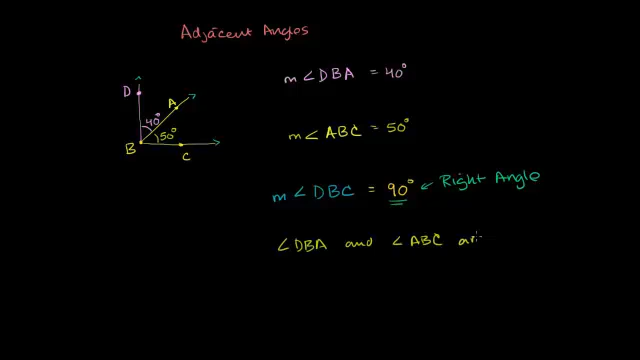 Adjacent Angles
D
A
40°
50°
B
C
m ∠DBA = 40°
m ∠ABC = 50°
m ∠DBC = 90° ← Right Angle
∠DBA and ∠ABC